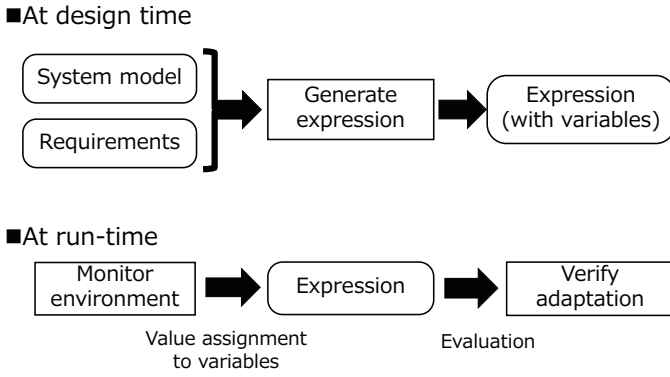 ■At design time
System model
Requirements
Generate
expression
Expression
(with variables)
■At run-time
Monitor
environment
Expression
Verify
adaptation
Value assignment
to variables
Evaluation